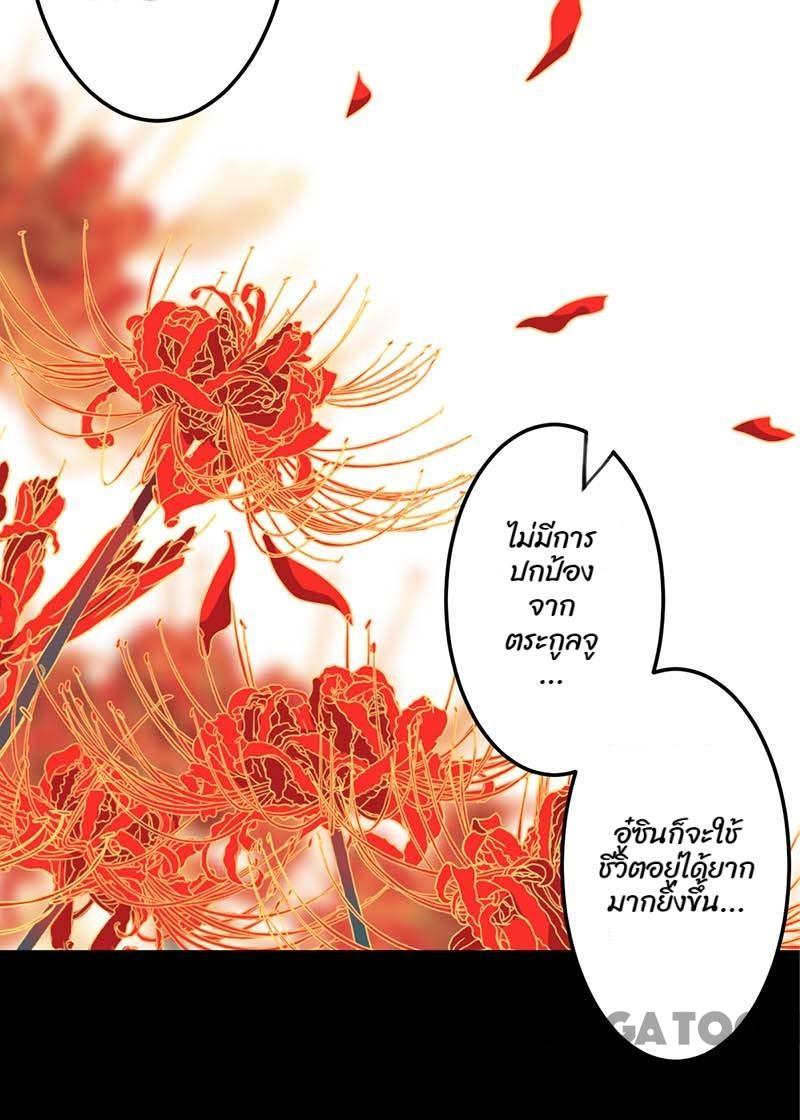 ไม่มีการ
ปกป้อง
จาก
ตระกูลจู
...
อู๋ซินก็จะใช้
ชีวิตอยู่ได้ยาก
มากยิ่งขึ้น...
MANGATOON